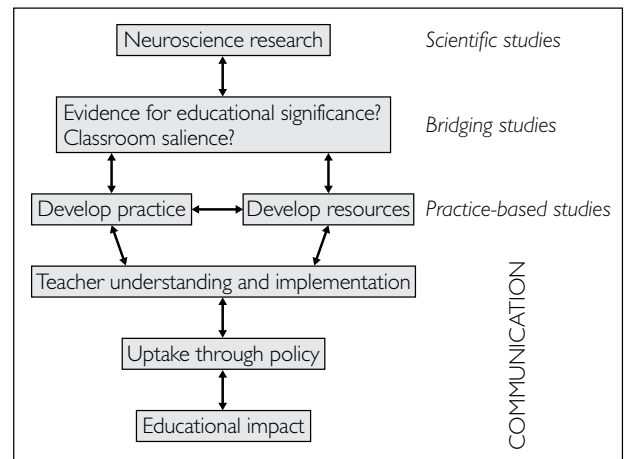 Neuroscience research
Scientific studies
Evidence for educational significance?
Classroom salience?
Bridging studies
Develop practice
Develop resources
Practice-based studies
Teacher understanding and implementation
Uptake through policy
Educational impact
COMMUNICATION